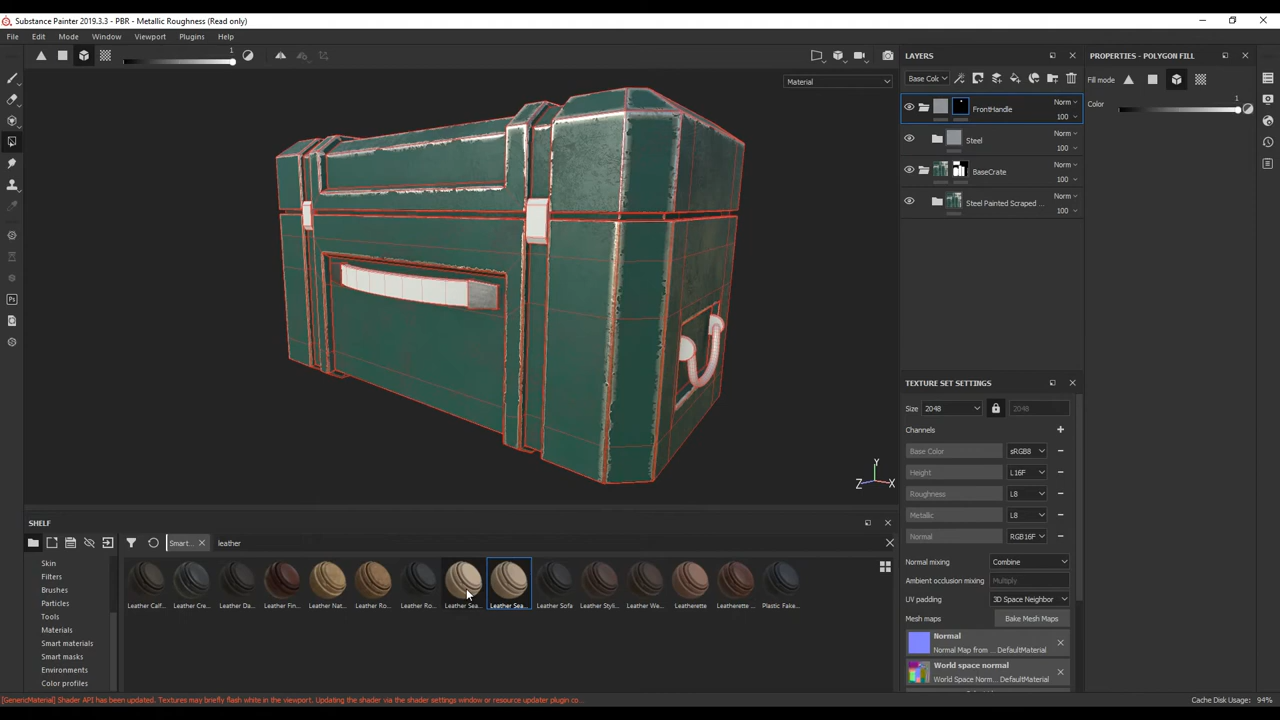 Substance Painter 2019.3.3 - PBR - Metallic Roughness (Read only)
File Edit Mode Window Viewport Plugins Help
1
Material
LAYERS
Base Col
FrontHandle
Norm
100
Steel
Norm
100
BaseCrate
Norm
100
Steel Painted Scraped ...
Norm
100
PROPERTIES - POLYGON FILL
Fill mode
Color
1
Y
Z X
TEXTURE SET SETTINGS
Size 2048 2048
Channels
Base Color sRGB8
Height L16F
Roughness L8
Metallic L8
Normal RGB16F
Normal mixing Combine
Ambient occlusion mixing Multiply
UV padding 3D Space Neighbor
Mesh maps Bake Mesh Maps
Normal
Normal Map from ... DefaultMaterial
World space normal
World Space Norm... DefaultMaterial
SHELF
Smart... leather
Skin
Filters
Brushes
Particles
Tools
Materials
Smart materials
Smart masks
Environments
Color profiles
Leather Calf... Leather Cre... Leather Da... Leather Fin... Leather Nat... Leather Ro... Leather Ro... Leather Sea... Leather Sea... Leather Sofa Leather Styli... Leather We... Leatherette Leatherette ... Plastic Fake...
[GenericMaterial] Shader API has been updated. Textures may briefly flash white in the viewport. Updating the shader via the shader settings window or resource updater plugin co...
Cache Disk Usage: 94%